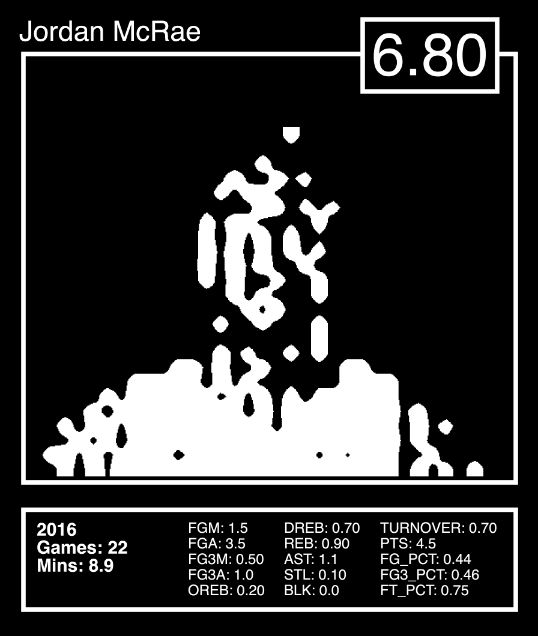 Jordan McRae
6.80
2016
Games: 22
Mins: 8.9
FGM: 1.5
FGA: 3.5
FG3M: 0.50
FG3A: 1.0
OREB: 0.20
DREB: 0.70
REB: 0.90
AST: 1.1
STL: 0.10
BLK: 0.0
TURNOVER: 0.70
PTS: 4.5
FG_PCT: 0.44
FG3_PCT: 0.46
FT_PCT: 0.75